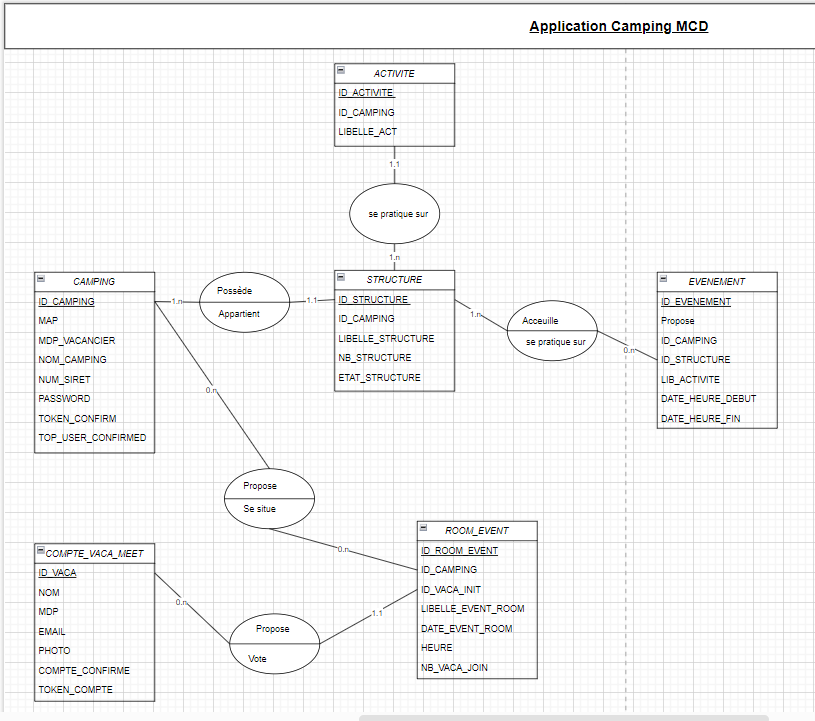 Application Camping MCD
ACTIVITE
ID_ACTIVITE
ID_CAMPING
LIBELLE_ACT
1.1
se pratique sur
1.n
CAMPING
ID_CAMPING
MAP
MDP_VACANCIER
NOM_CAMPING
NUM_SIRET
PASSWORD
TOKEN_CONFIRM
TOP_USER_CONFIRMED
1.n
Possède
Appartient
1.1
STRUCTURE
ID_STRUCTURE
ID_CAMPING
LIBELLE_STRUCTURE
NB_STRUCTURE
ETAT_STRUCTURE
1.n
Acceuille
se pratique sur
0.n
EVENEMENT
ID_EVENEMENT
Propose
ID_CAMPING
ID_STRUCTURE
LIB_ACTIVITE
DATE_HEURE_DEBUT
DATE_HEURE_FIN
0.n
Propose
Se situe
0.n
COMPTE_VACA_MEET
ID_VACA
NOM
MDP
EMAIL
PHOTO
COMPTE_CONFIRME
TOKEN_COMPTE
0.n
Propose
Vote
1.1
ROOM_EVENT
ID_ROOM_EVENT
ID_CAMPING
ID_VACA_INIT
LIBELLE_EVENT_ROOM
DATE_EVENT_ROOM
HEURE
NB_VACA_JOIN